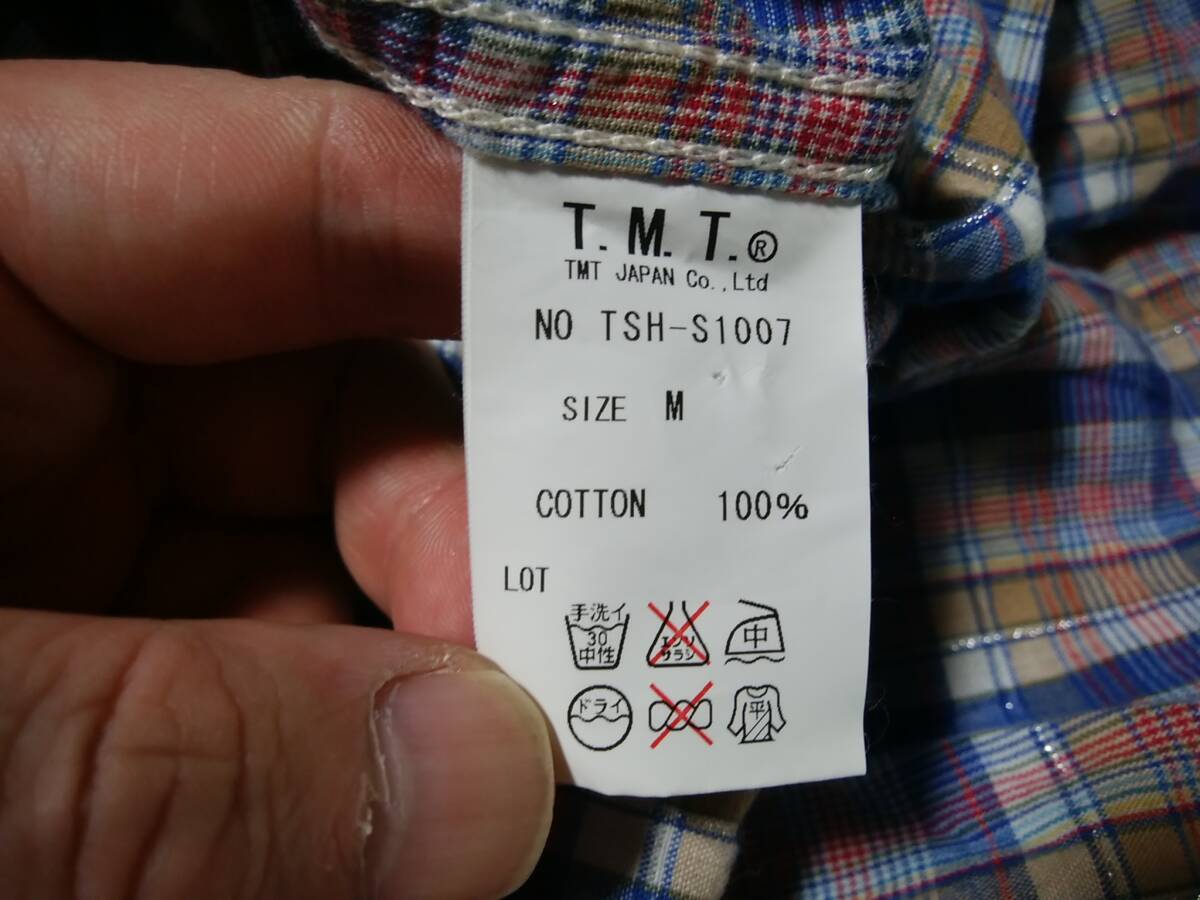 T. M. T.®
TMT JAPAN Co.,Ltd
NO TSH-S1007
SIZE M
COTTON 100%
LOT
手洗イ
30
中性
エンソ
サラシ
中
ドライ
平